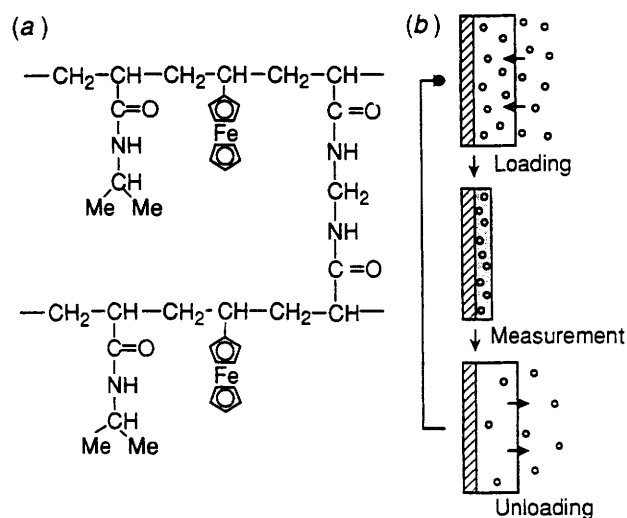 (a)
—CH2—CH—CH2—CH—CH2—CH—
C=O
Fe
C=O
NH
NH
CH
CH2
Me Me
NH
C=O
—CH2—CH—CH2—CH—CH2—CH—
C=O
Fe
NH
CH
Me Me
(b)
Loading
Measurement
Unloading